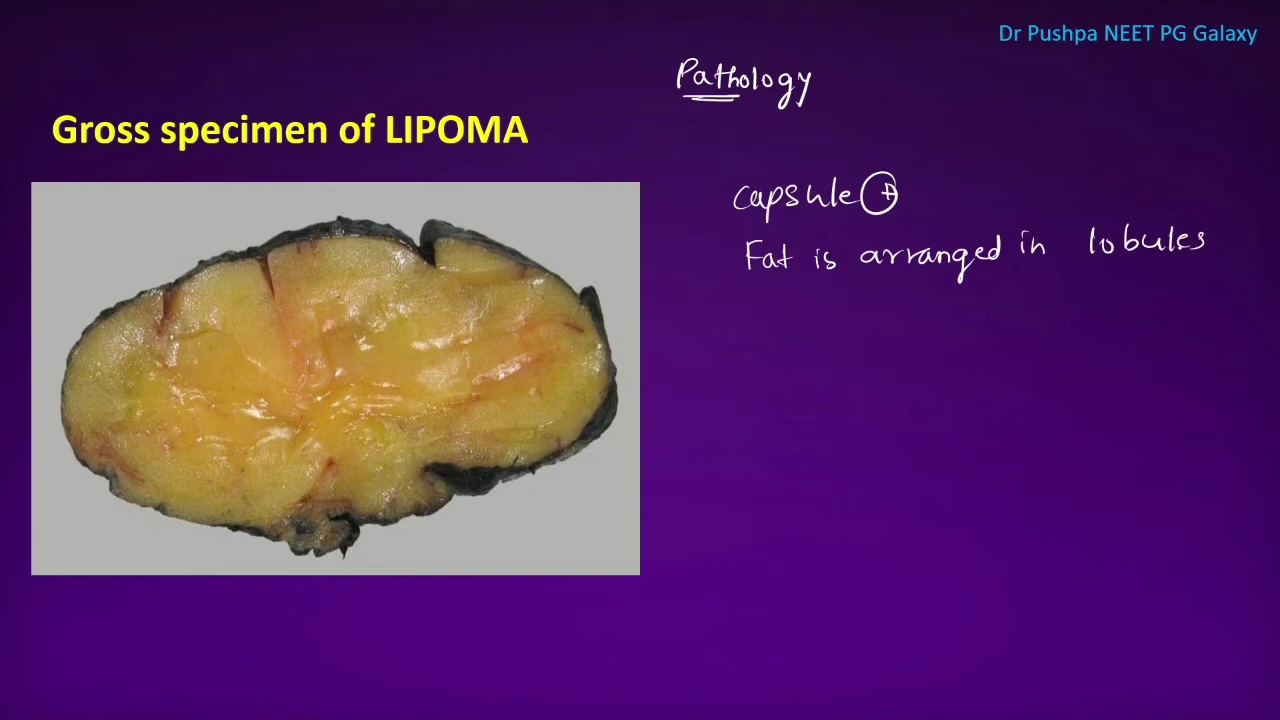 Dr Pushpa NEET PG Galaxy
Pathology
Gross specimen of LIPOMA
capsule +
Fat is arranged in lobules